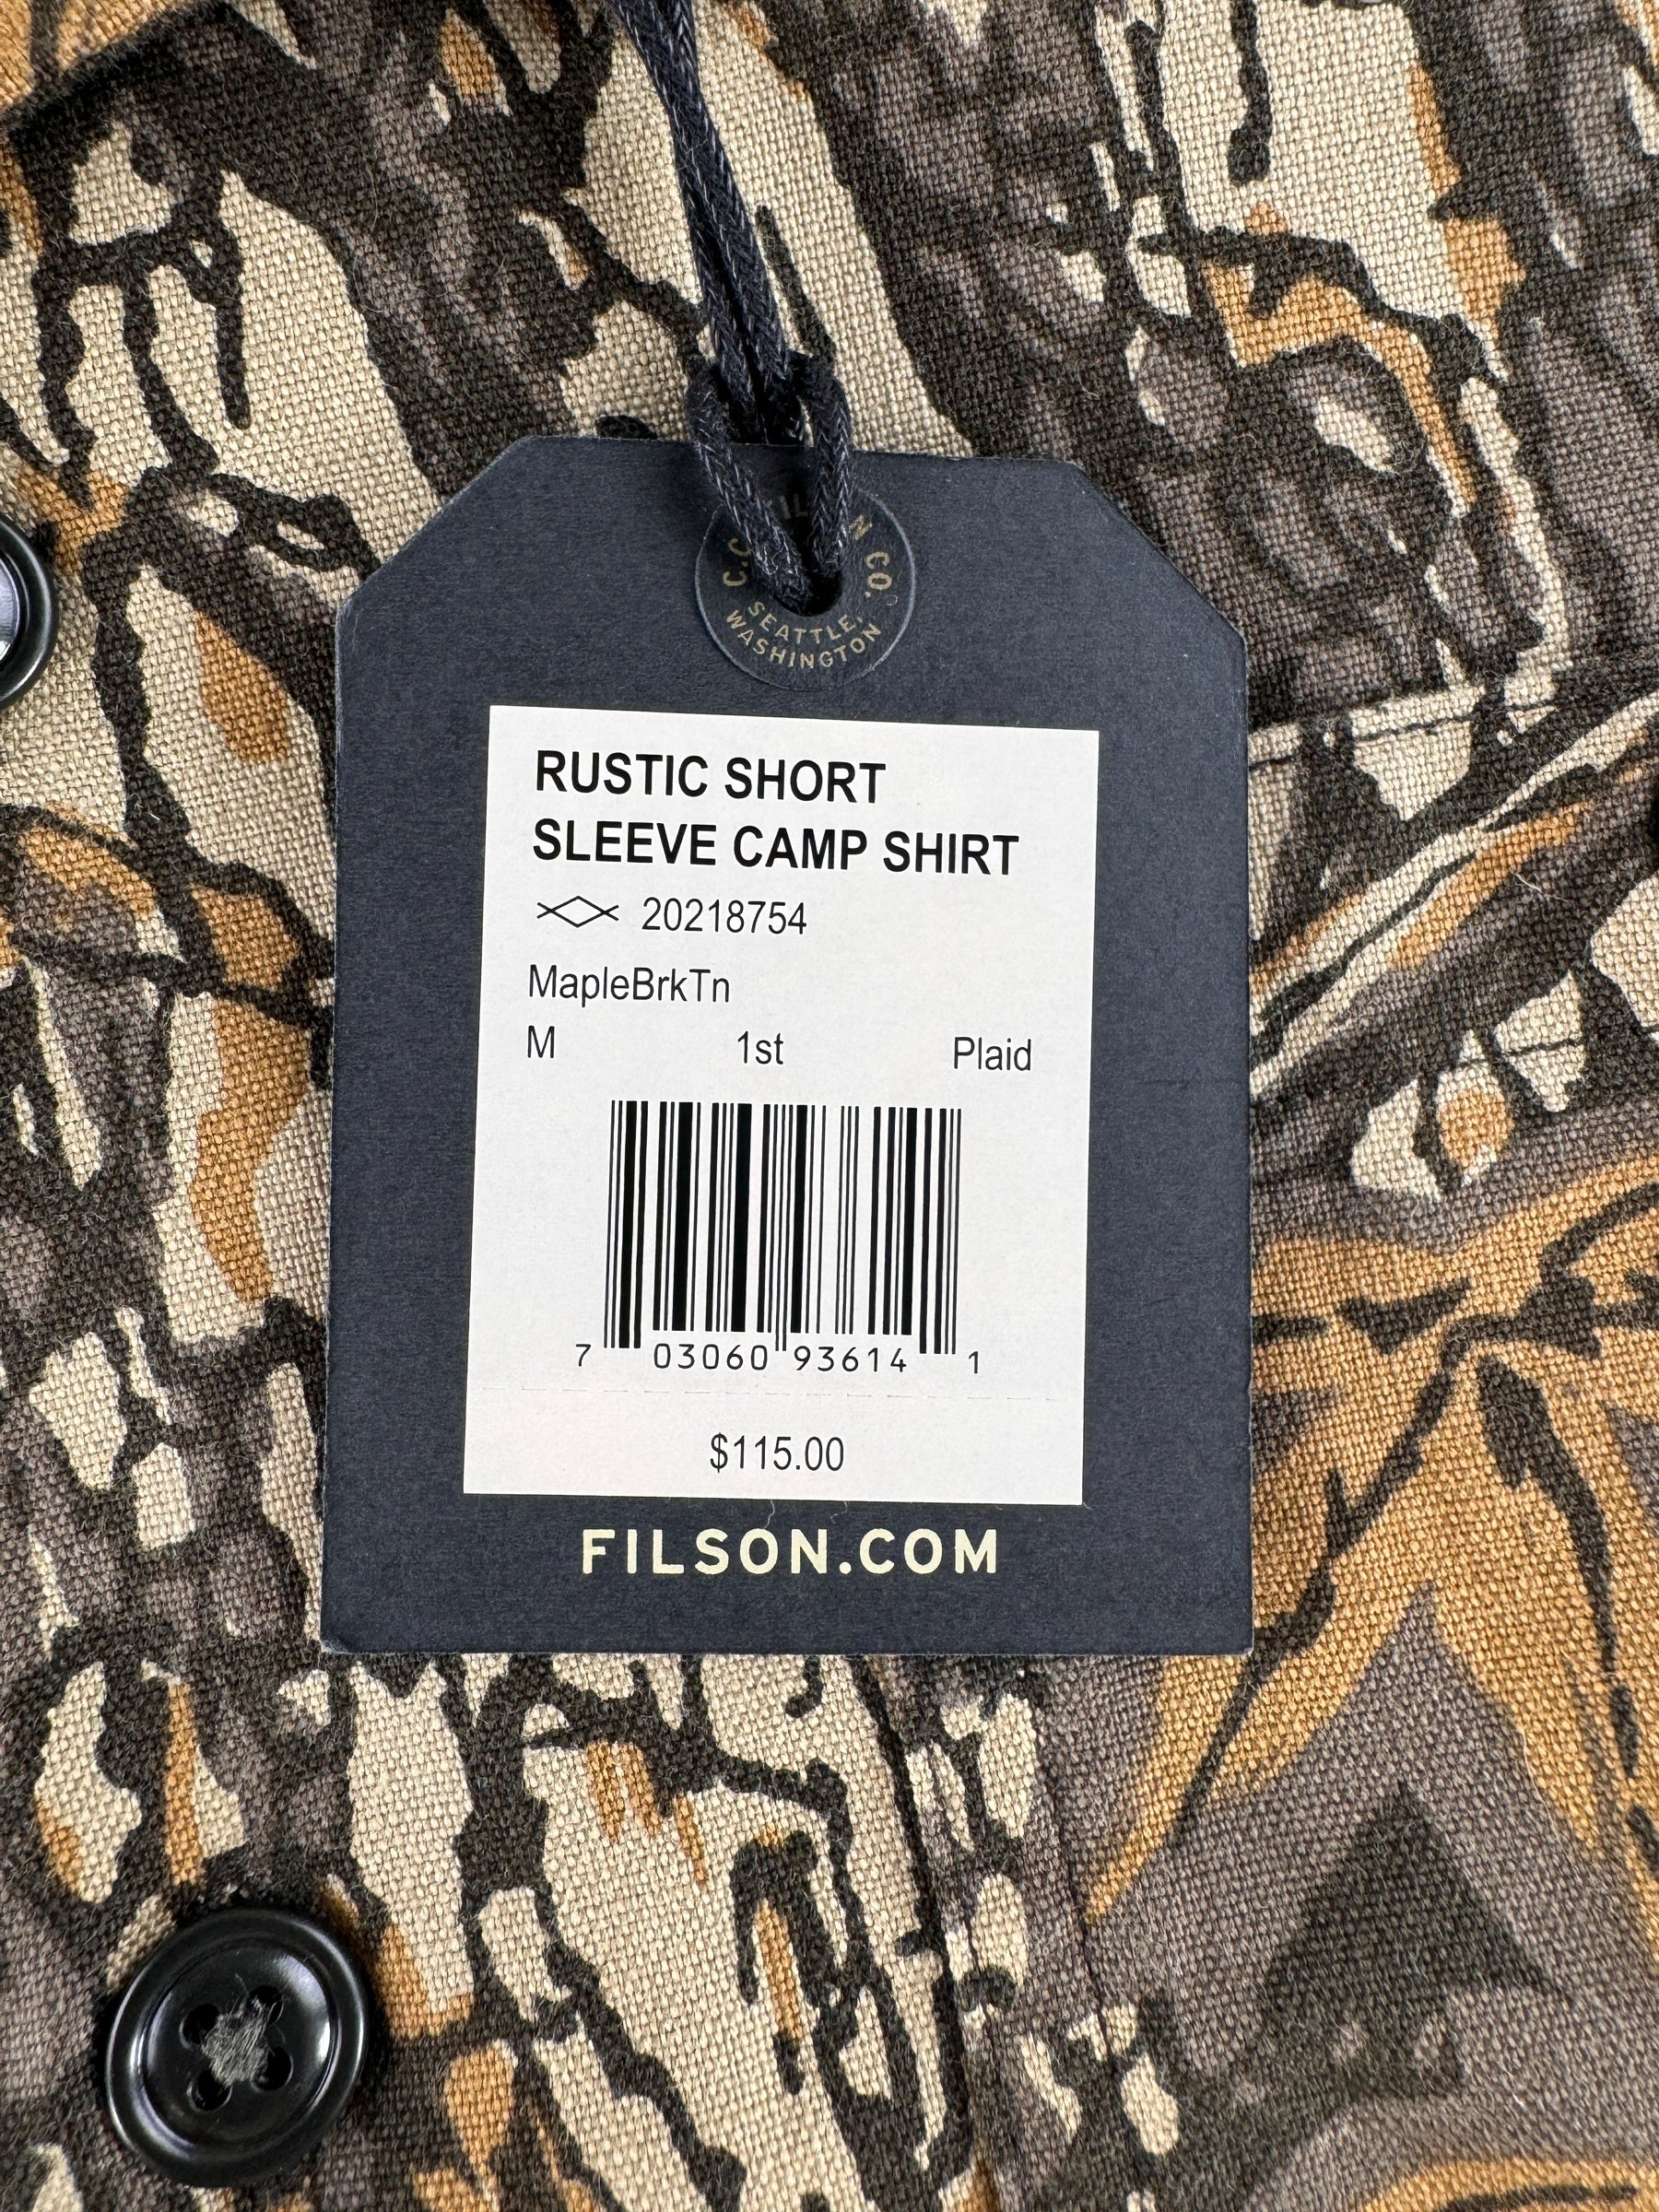 CO.
SEATTLE,
WASHINGTON
RUSTIC SHORT
SLEEVE CAMP SHIRT
20218754
MapleBrkTn
M 1st Plaid
7 03060 93614 1
$115.00
FILSON.COM